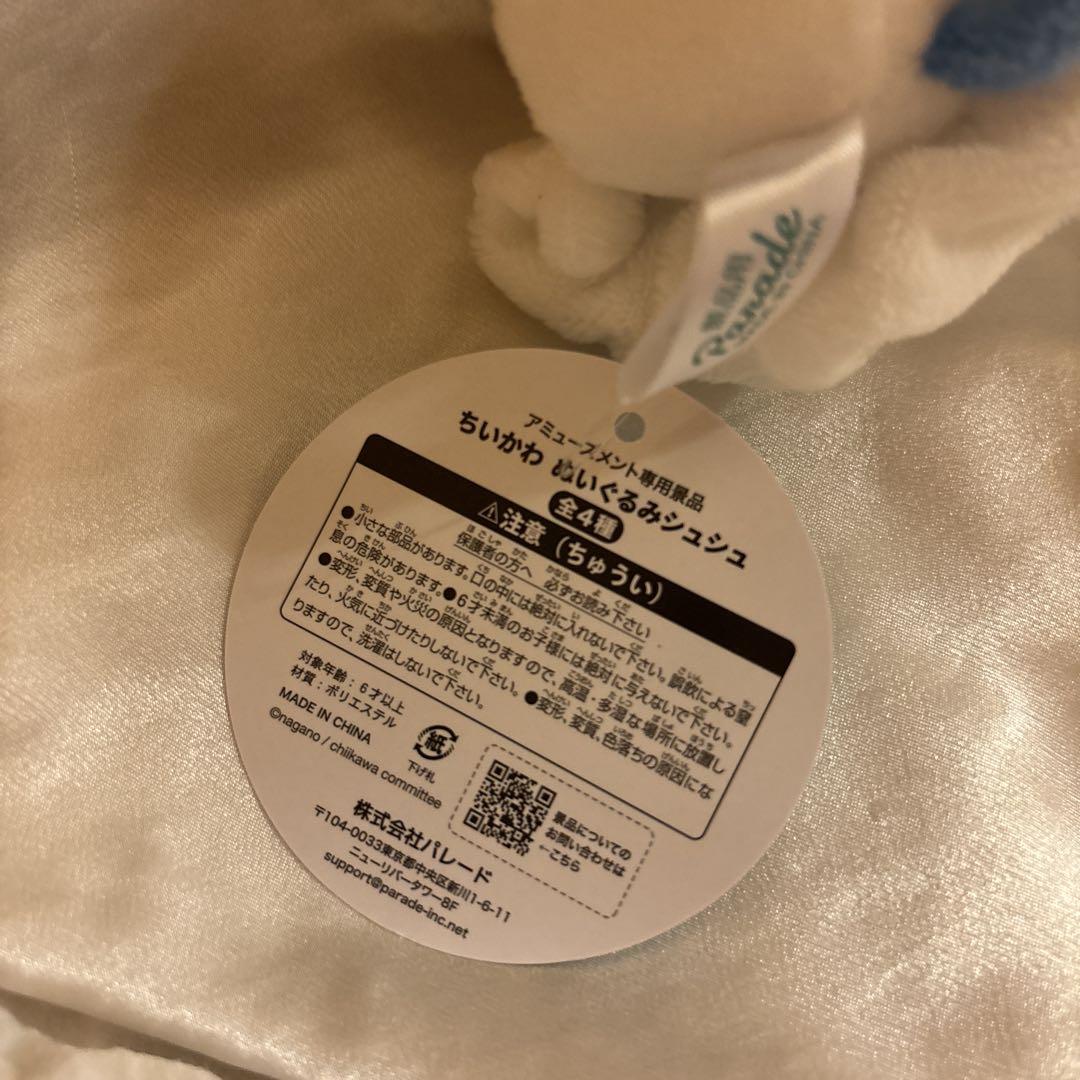 景品用
Parade
MADE IN CHINA
アミューズメント専用景品
ちいかわ ぬいぐるみシュシュ
全4種
⚠注意（ちゅうい）
保護者の方へ 必ずお読み下さい
●小さな部品があります。口の中には絶対に入れないで下さい。誤飲による窒
息の危険があります。●6才未満のお子様には絶対に与えないで下さい。
●変形、変質や火災の原因となりますので、高温・多湿な場所に放置し
たり、火気に近づけたりしないで下さい。●変形、変質、色落ちの原因にな
りますので、洗濯はしないで下さい。
対象年齢：6才以上
材質：ポリエステル
MADE IN CHINA
©nagano / chiikawa committee
紙
下げ札
景品についての
お問い合わせは
←こちら
株式会社パレード
〒104-0033東京都中央区新川1-6-11
ニューリバータワー8F
support@parade-inc.net